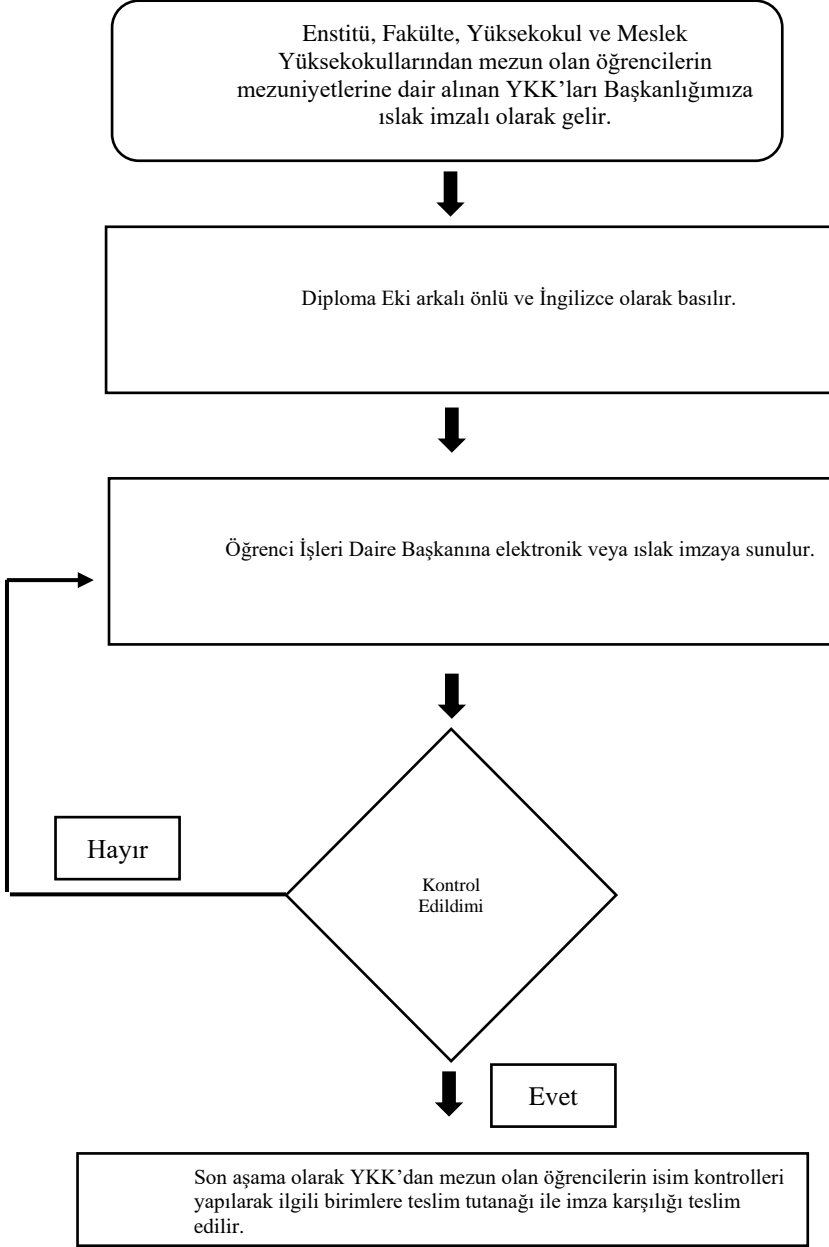 Enstitü, Fakülte, Yüksekokul ve Meslek
Yüksekokullarından mezun olan öğrencilerin
mezuniyetlerine dair alınan YKK’ları Başkanlığımıza
ıslak imzalı olarak gelir.
Diploma Eki arkalı önlü ve İngilizce olarak basılır.
Öğrenci İşleri Daire Başkanına elektronik veya ıslak imzaya sunulur.
Hayır
Kontrol
Edildimi
Evet
Son aşama olarak YKK’dan mezun olan öğrencilerin isim kontrolleri
yapılarak ilgili birimlere teslim tutanağı ile imza karşılığı teslim
edilir.